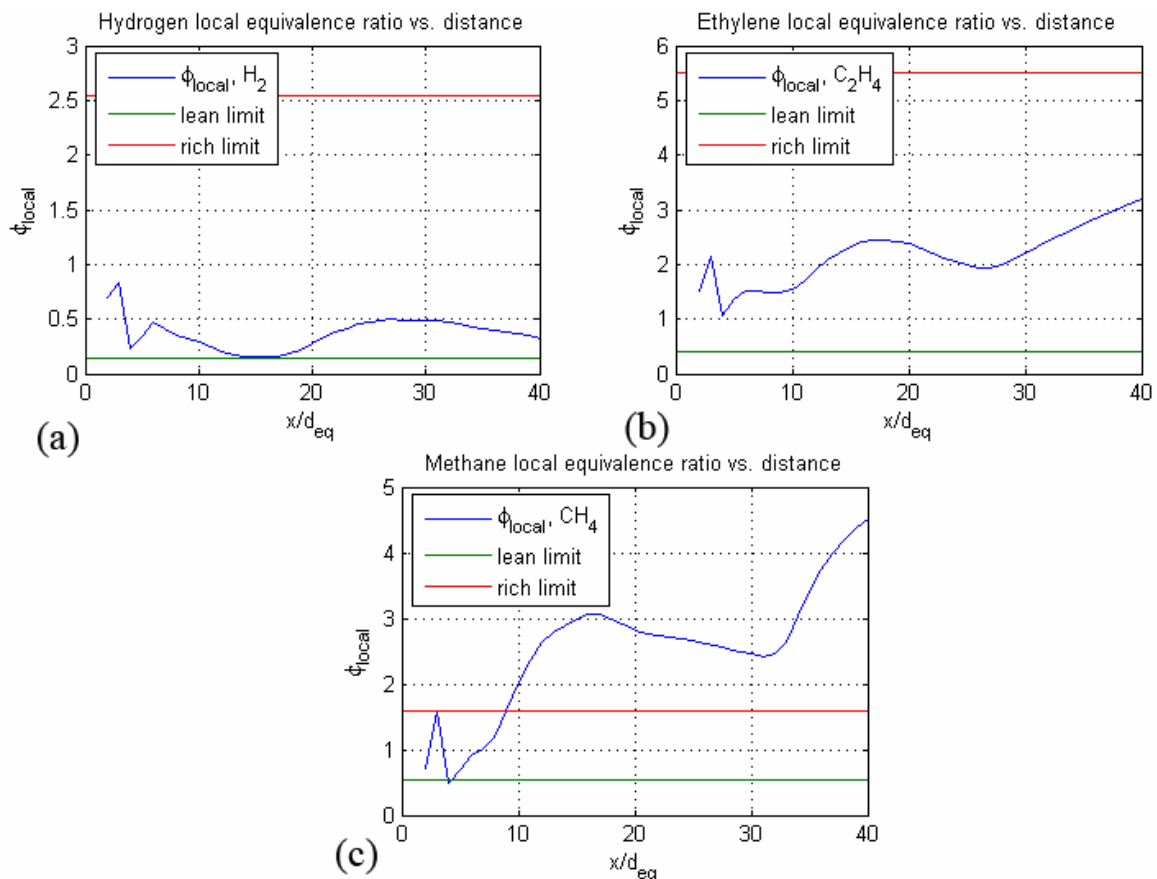 Hydrogen local equivalence ratio vs. distance
3
2.5
2
1.5
1
0.5
0
ϕlocal
ϕlocal, H2
lean limit
rich limit
0 10 20 30 40
x/deq
(a)
Ethylene local equivalence ratio vs. distance
6
5
4
3
2
1
0
ϕlocal
ϕlocal, C2H4
lean limit
rich limit
0 10 20 30 40
x/deq
(b)
Methane local equivalence ratio vs. distance
5
4
3
2
1
0
ϕlocal
ϕlocal, CH4
lean limit
rich limit
0 10 20 30 40
x/deq
(c)